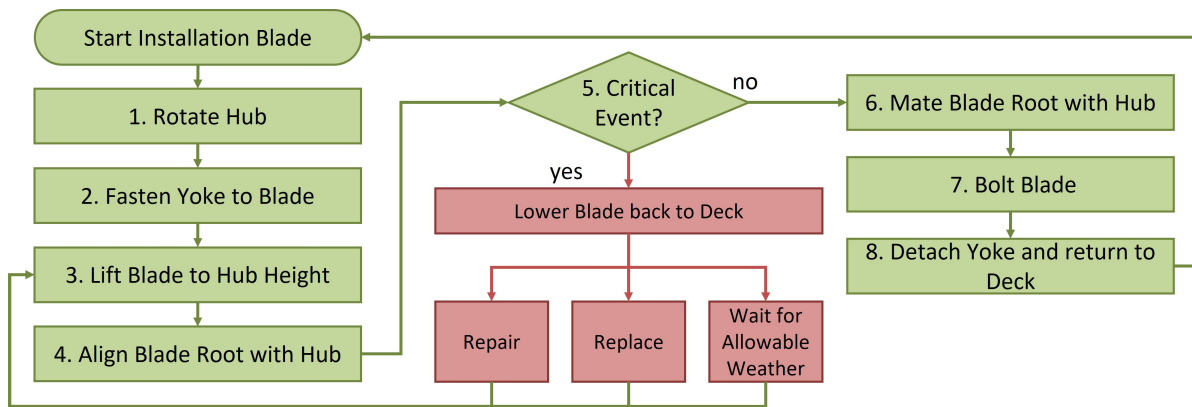 Start Installation Blade
1. Rotate Hub
2. Fasten Yoke to Blade
3. Lift Blade to Hub Height
4. Align Blade Root with Hub
5. Critical
Event?
yes
no
Lower Blade back to Deck
Repair
Replace
Wait for
Allowable
Weather
6. Mate Blade Root with Hub
7. Bolt Blade
8. Detach Yoke and return to
Deck